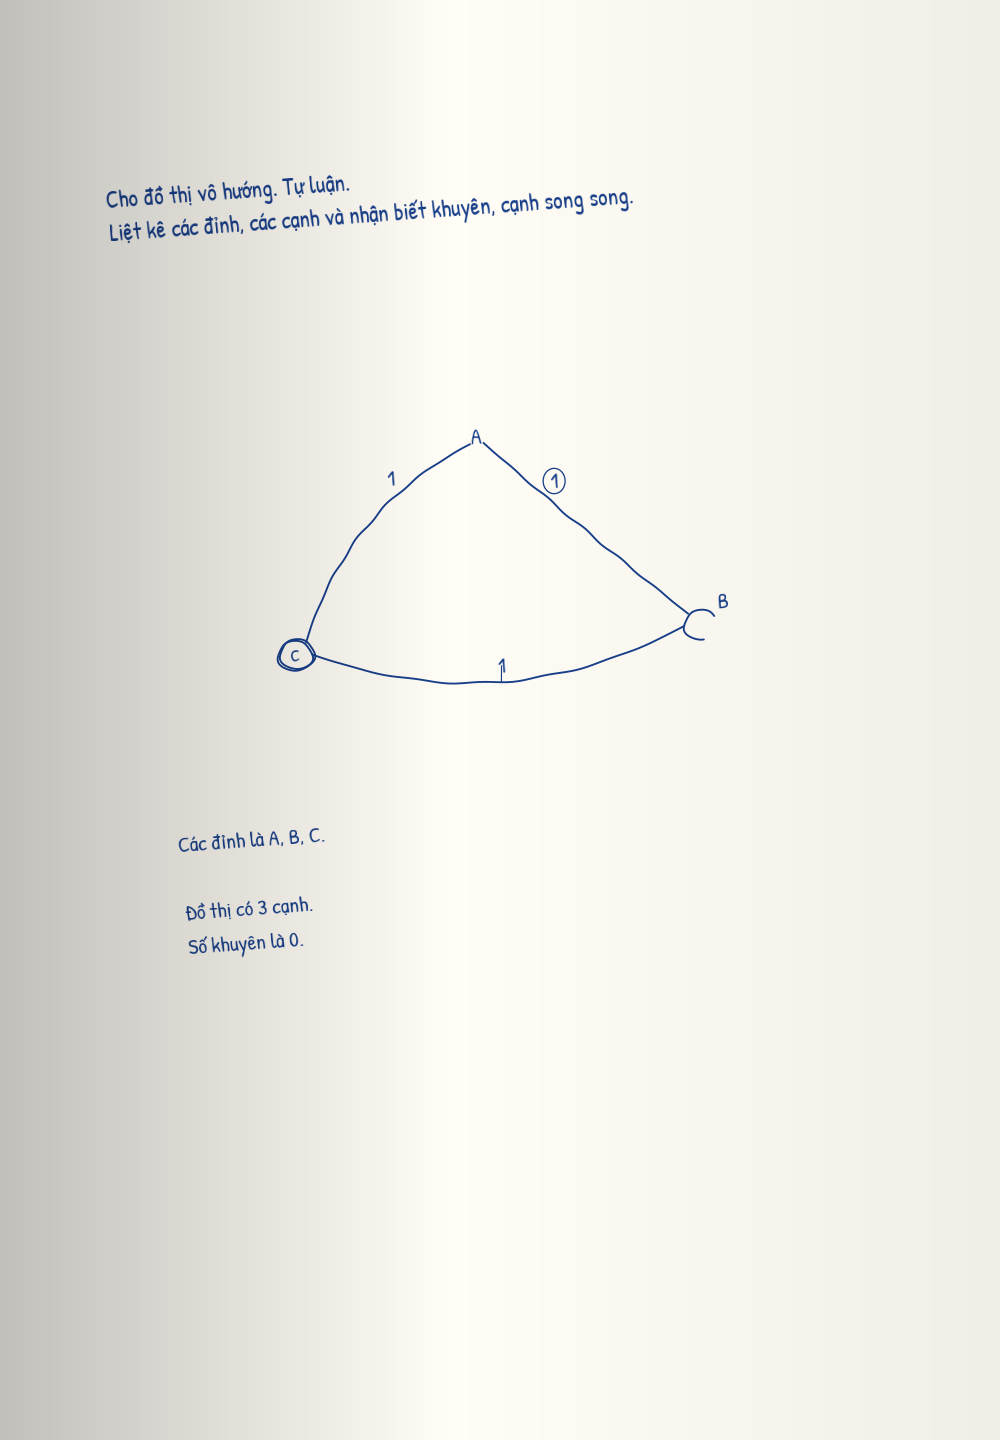 Cho đồ thị vô hướng. Tự luận.
Liệt kê các đỉnh, các cạnh và nhận biết khuyên, cạnh song song.
A
1
1
B
C
1
Các đỉnh là A, B, C.
Đồ thị có 3 cạnh.
Số khuyên là 0.